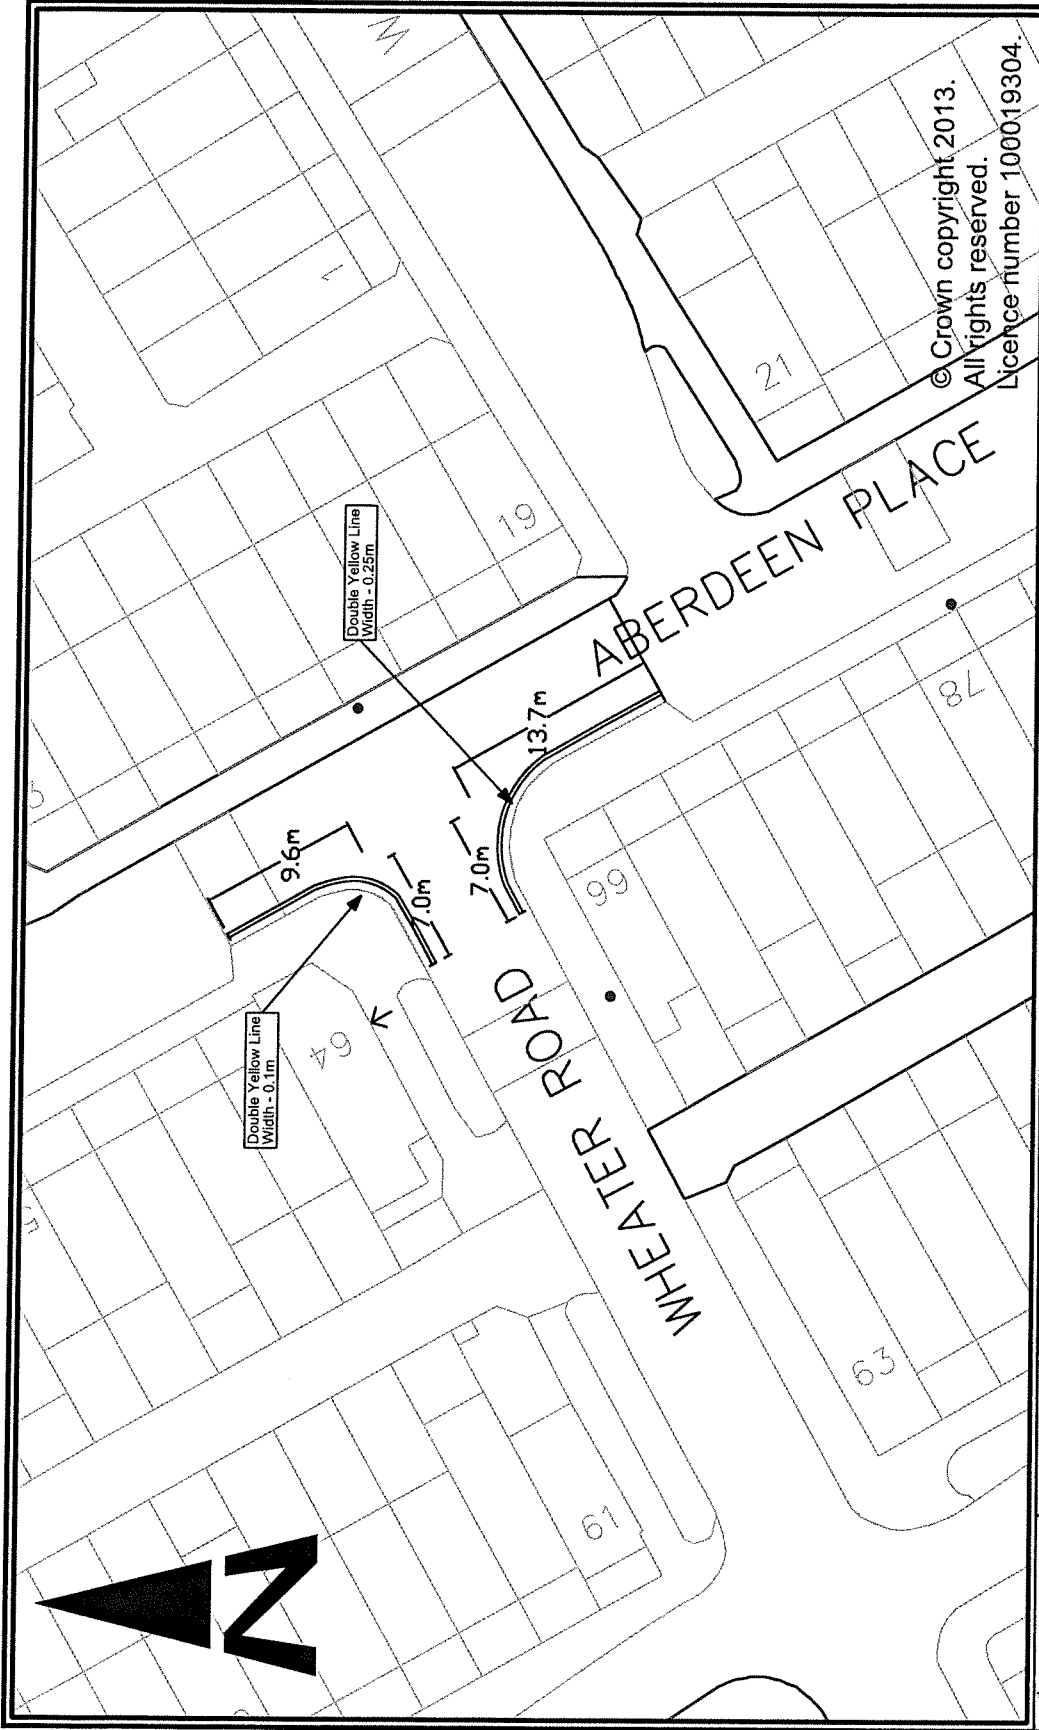 W
1
© Crown copyright 2013.
All rights reserved.
Licence number 100019304.
21
19
Double Yellow Line
Width - 0.25m
ABERDEEN PLACE
78
13.7m
9.6m
7.0m
7.0m
66
64
Double Yellow Line
Width - 0.1m
WHEATER ROAD
63
61
N